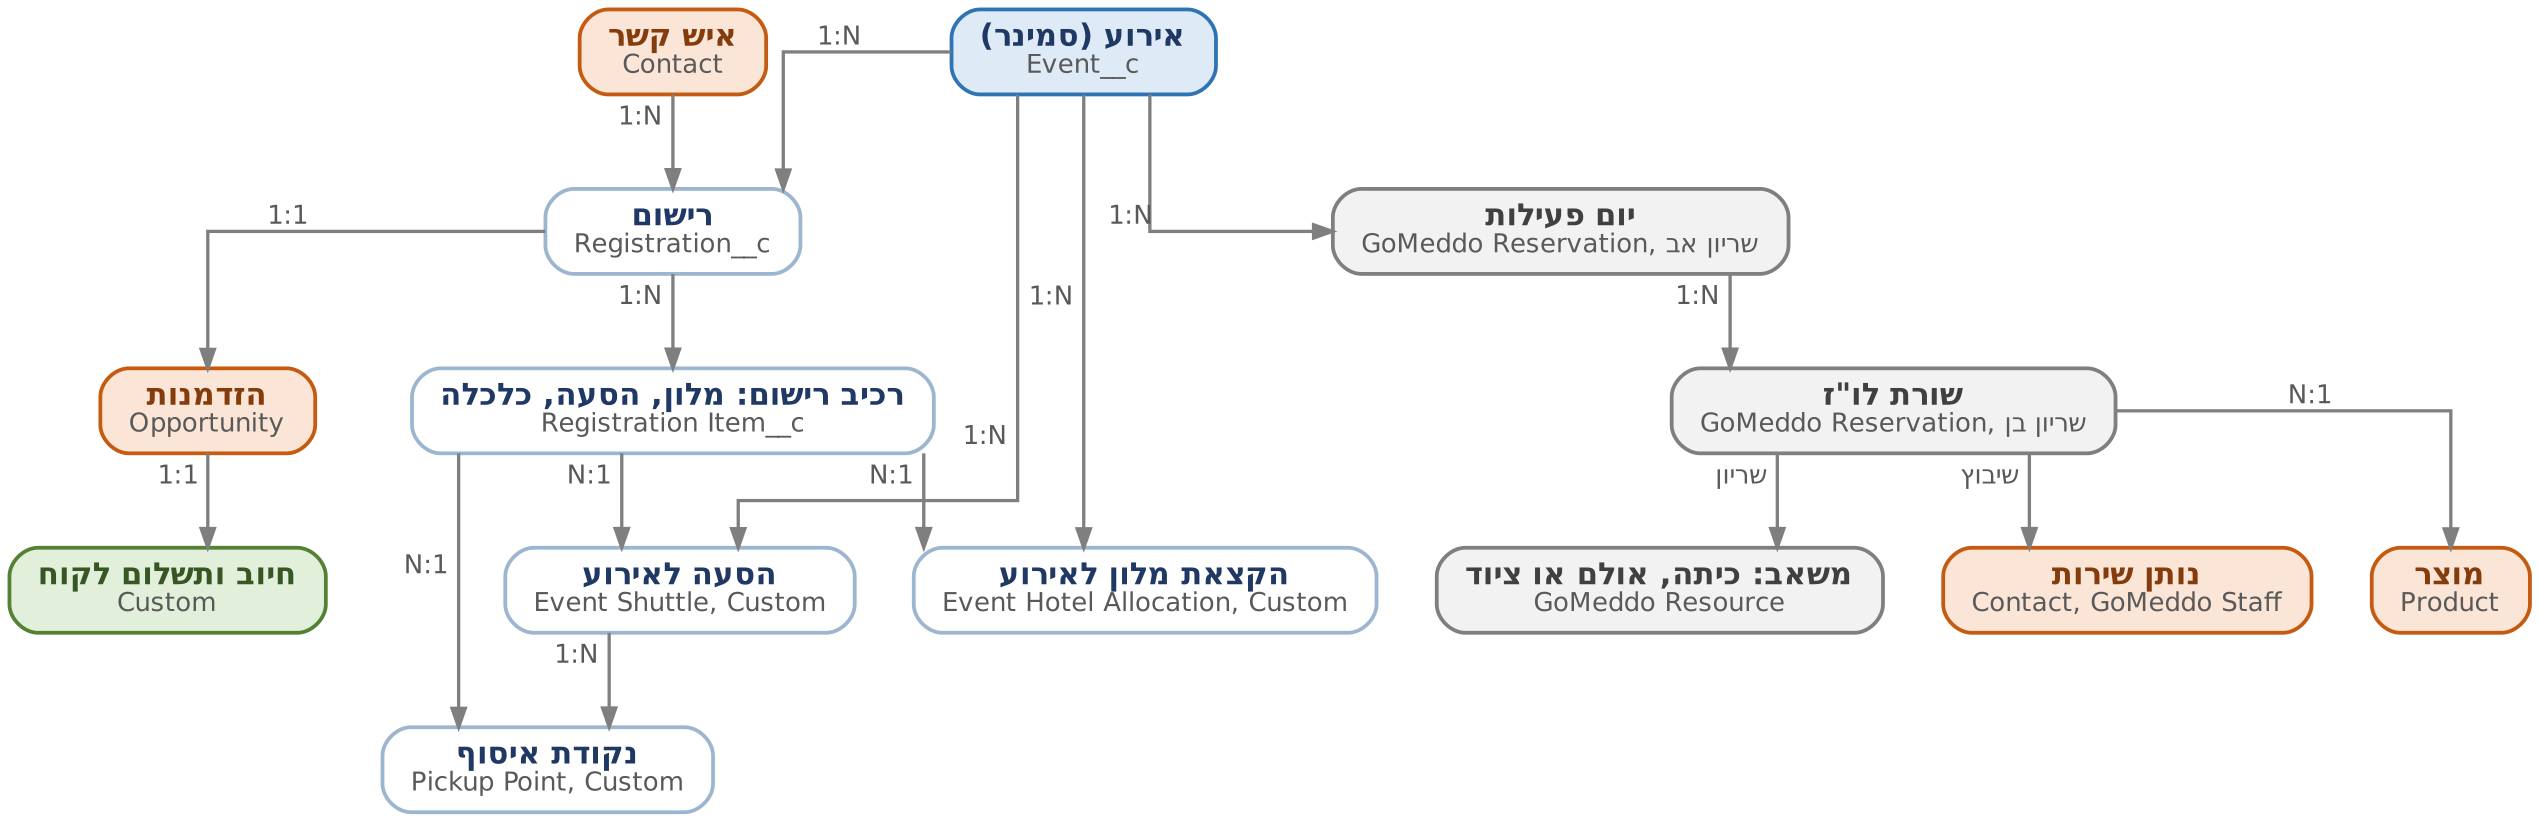 איש קשר
Contact
אירוע (סמינר)
Event__c
1:N
1:N
רישום
Registration__c
יום פעילות
GoMeddo Reservation, שריון אב
1:1
1:N
1:N
1:N
1:N
הזדמנות
Opportunity
רכיב רישום: מלון, הסעה, כלכלה
Registration Item__c
שורת לו"ז
GoMeddo Reservation, שריון בן
N:1
1:N
1:1
N:1
N:1
שריון
שיבוץ
N:1
חיוב ותשלום לקוח
Custom
הסעה לאירוע
Event Shuttle, Custom
הקצאת מלון לאירוע
Event Hotel Allocation, Custom
משאב: כיתה, אולם או ציוד
GoMeddo Resource
נותן שירות
Contact, GoMeddo Staff
מוצר
Product
1:N
נקודת איסוף
Pickup Point, Custom